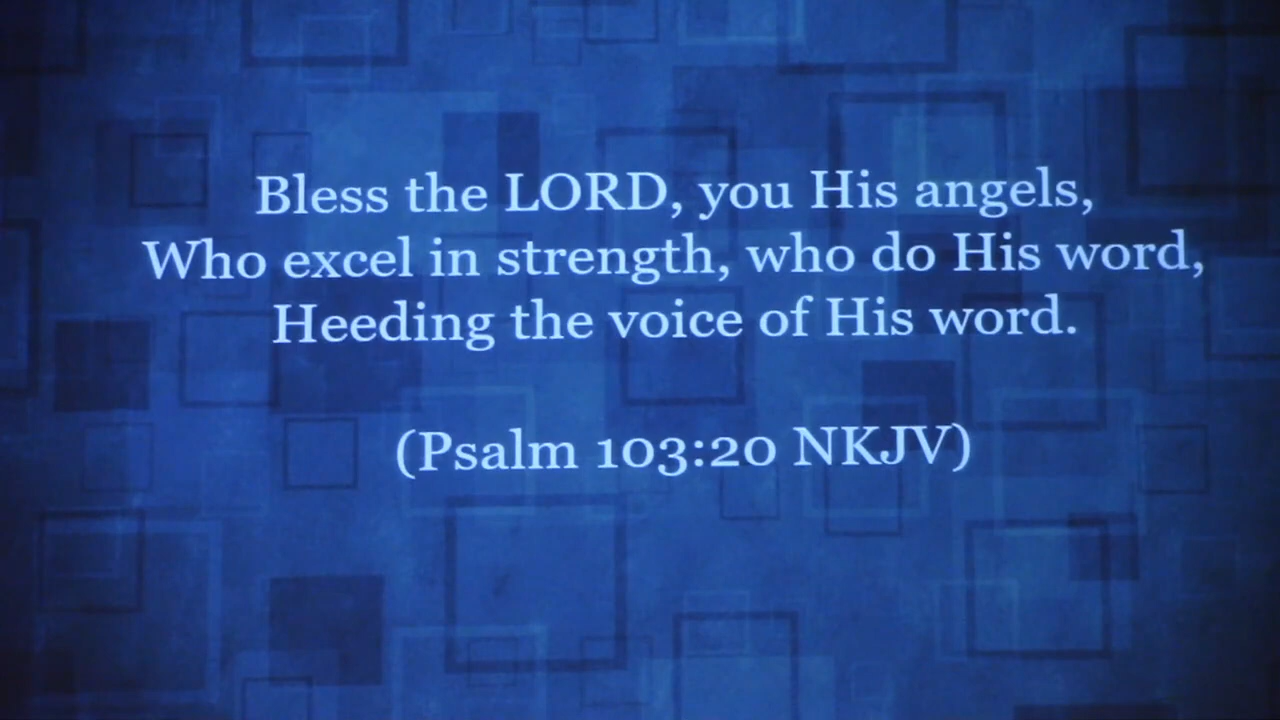 Bless the LORD, you His angels,
Who excel in strength, who do His word,
Heeding the voice of His word.
(Psalm 103:20 NKJV)